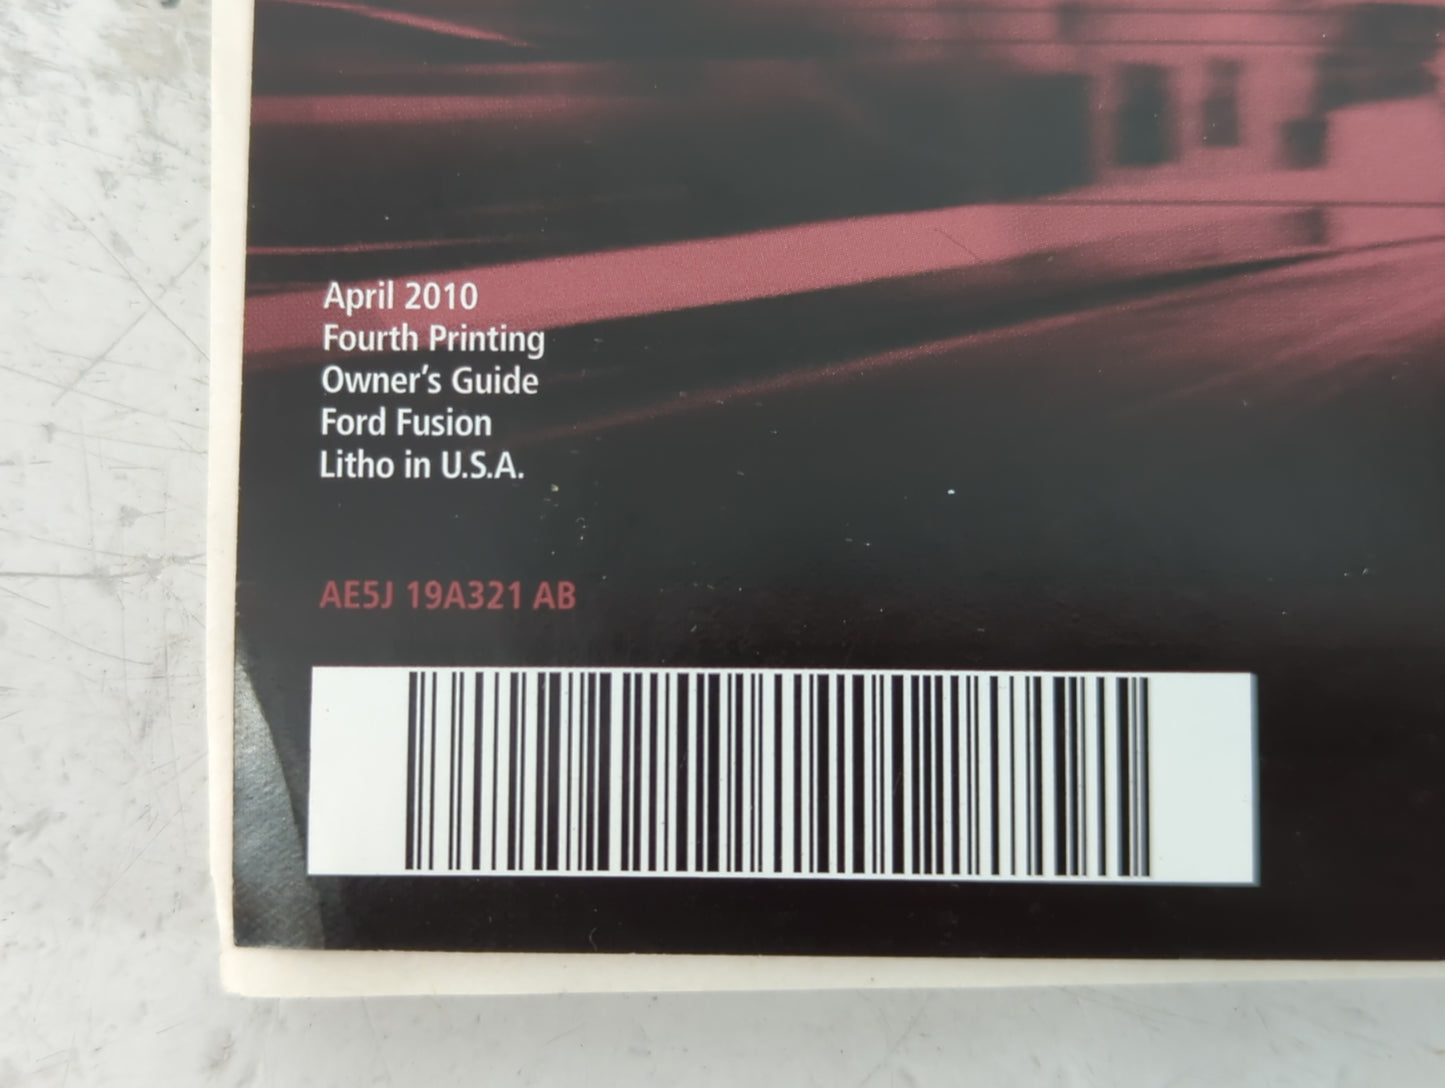 April 2010
Fourth Printing
Owner's Guide
Ford Fusion
Litho in U.S.A.
AE5J 19A321 AB